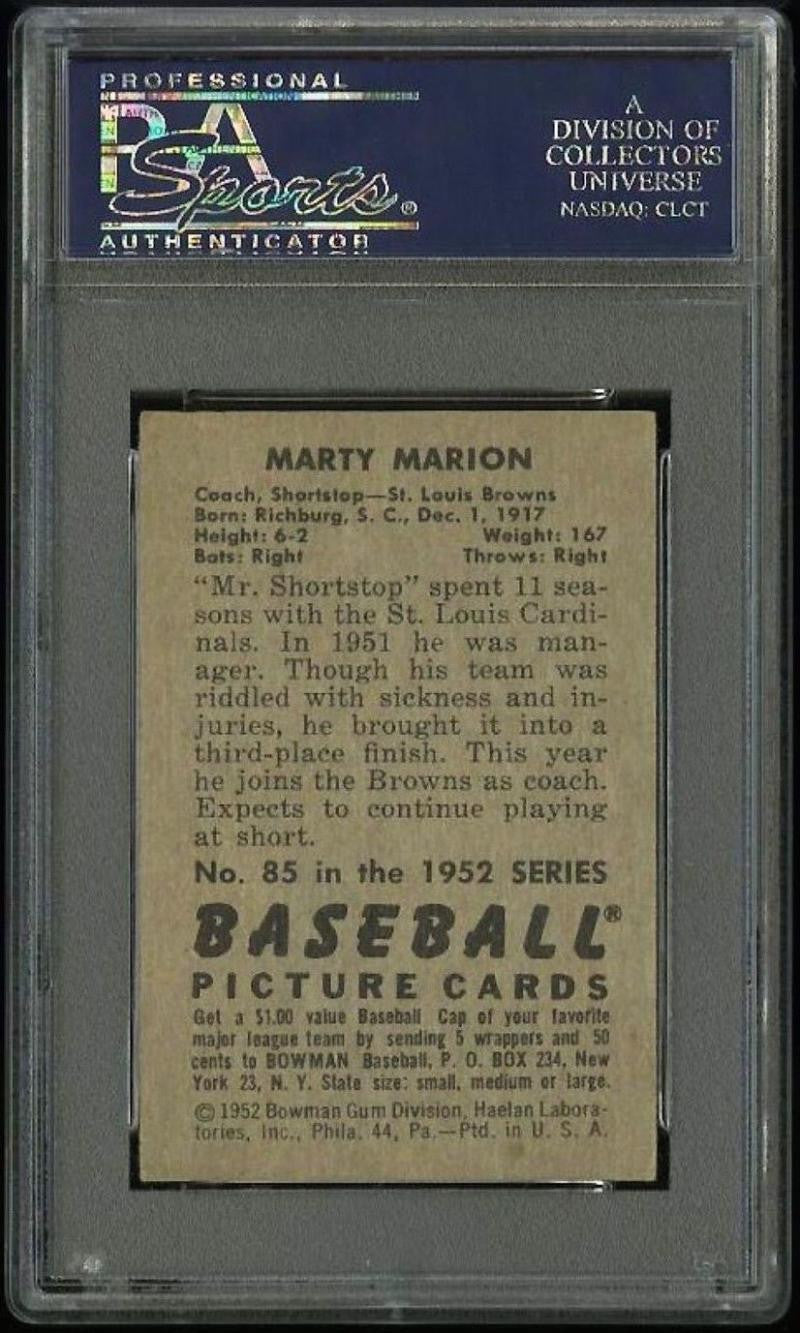 PROFESSIONAL
PSA
Sports®
AUTHENTICATOR
A
DIVISION OF
COLLECTORS
UNIVERSE
NASDAQ: CLCT
MARTY MARION
Coach, Shortstop—St. Louis Browns
Born: Richburg, S. C., Dec. 1, 1917
Height: 6-2 Weight: 167
Bats: Right Throws: Right
"Mr. Shortstop" spent 11 sea-
sons with the St. Louis Cardi-
nals. In 1951 he was man-
ager. Though his team was
riddled with sickness and in-
juries, he brought it into a
third-place finish. This year
he joins the Browns as coach.
Expects to continue playing
at short.
No. 85 in the 1952 SERIES
BASEBALL®
PICTURE CARDS
Get a $1.00 value Baseball Cap of your favorite
major league team by sending 5 wrappers and 50
cents to BOWMAN Baseball, P. O. BOX 234, New
York 23, N. Y. State size: small, medium or large.
© 1952 Bowman Gum Division, Haelan Labora-
tories, Inc., Phila. 44, Pa.—Ptd. in U. S. A.